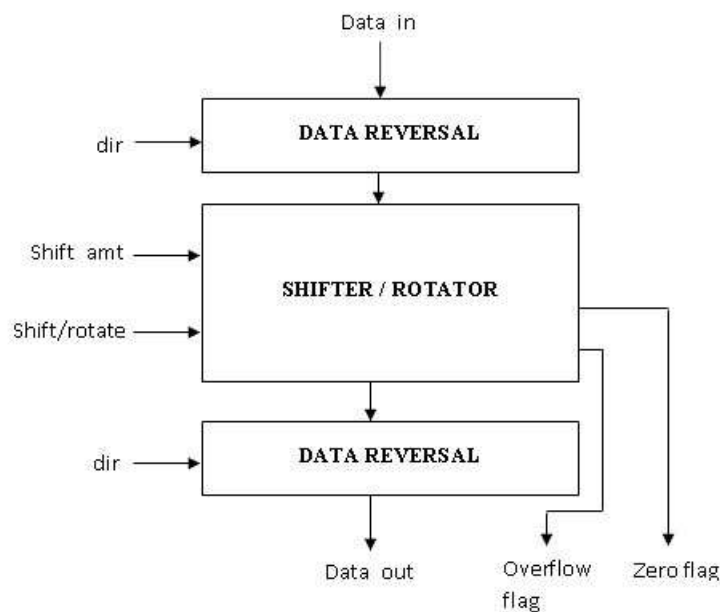 Data in
dir
DATA REVERSAL
Shift amt
SHIFTER / ROTATOR
Shift/rotate
dir
DATA REVERSAL
Data out
Overflow
flag
Zero flag